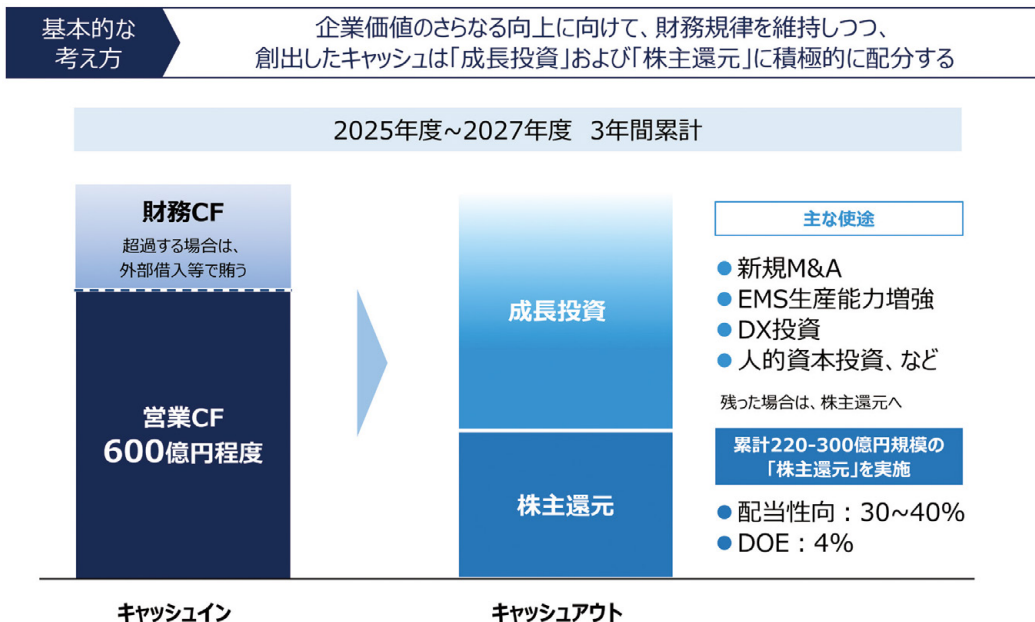 基本的な
考え方
企業価値のさらなる向上に向けて、財務規律を維持しつつ、
創出したキャッシュは「成長投資」および「株主還元」に積極的に配分する
2025年度~2027年度 3年間累計
財務CF
超過する場合は、
外部借入等で賄う
営業CF
600億円程度
キャッシュイン
成長投資
株主還元
キャッシュアウト
主な使途
●新規M&A
●EMS生産能力増強
●DX投資
●人的資本投資、など
残った場合は、株主還元へ
累計220-300億円規模の
「株主還元」を実施
●配当性向：30~40%
●DOE：4%